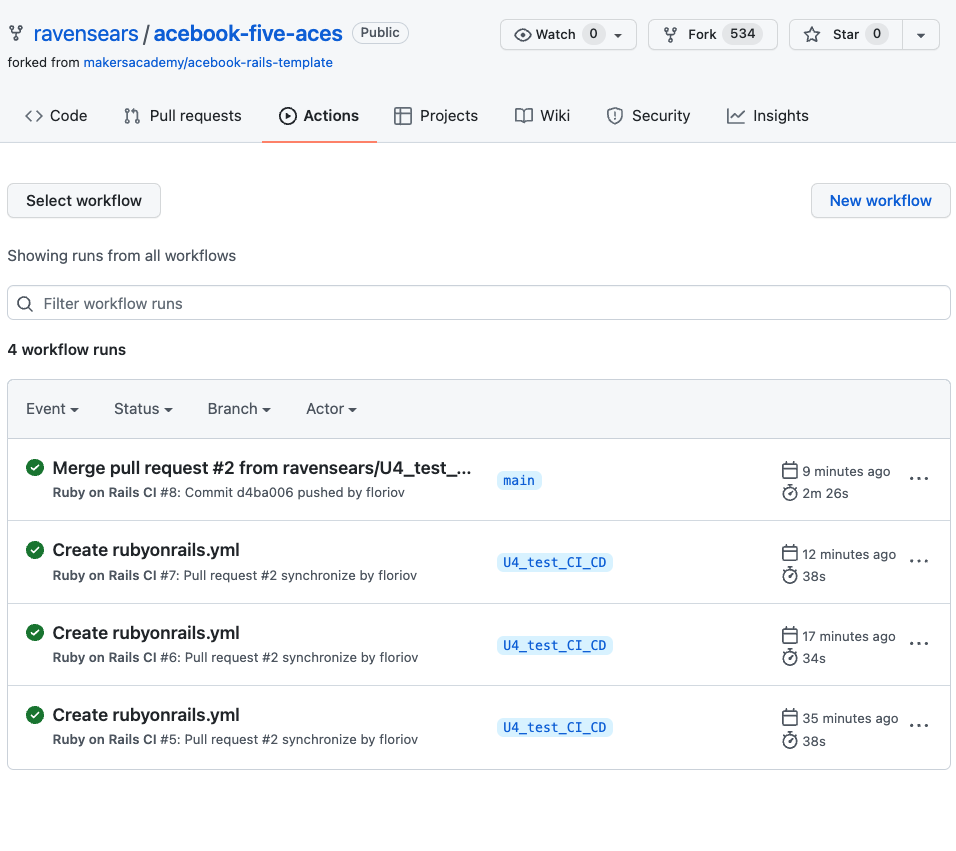 ravensears / acebook-five-aces Public Watch 0 Fork 534 Star 0
forked from makersacademy/acebook-rails-template
Code Pull requests Actions Projects Wiki Security Insights
Select workflow New workflow
Showing runs from all workflows
Filter workflow runs
4 workflow runs
Event Status Branch Actor
Merge pull request #2 from ravensears/U4_test_...
Ruby on Rails CI #8: Commit d4ba006 pushed by floriov
main
9 minutes ago
2m 26s
Create rubyonrails.yml
Ruby on Rails CI #7: Pull request #2 synchronize by floriov
U4_test_CI_CD
12 minutes ago
38s
Create rubyonrails.yml
Ruby on Rails CI #6: Pull request #2 synchronize by floriov
U4_test_CI_CD
17 minutes ago
34s
Create rubyonrails.yml
Ruby on Rails CI #5: Pull request #2 synchronize by floriov
U4_test_CI_CD
35 minutes ago
38s